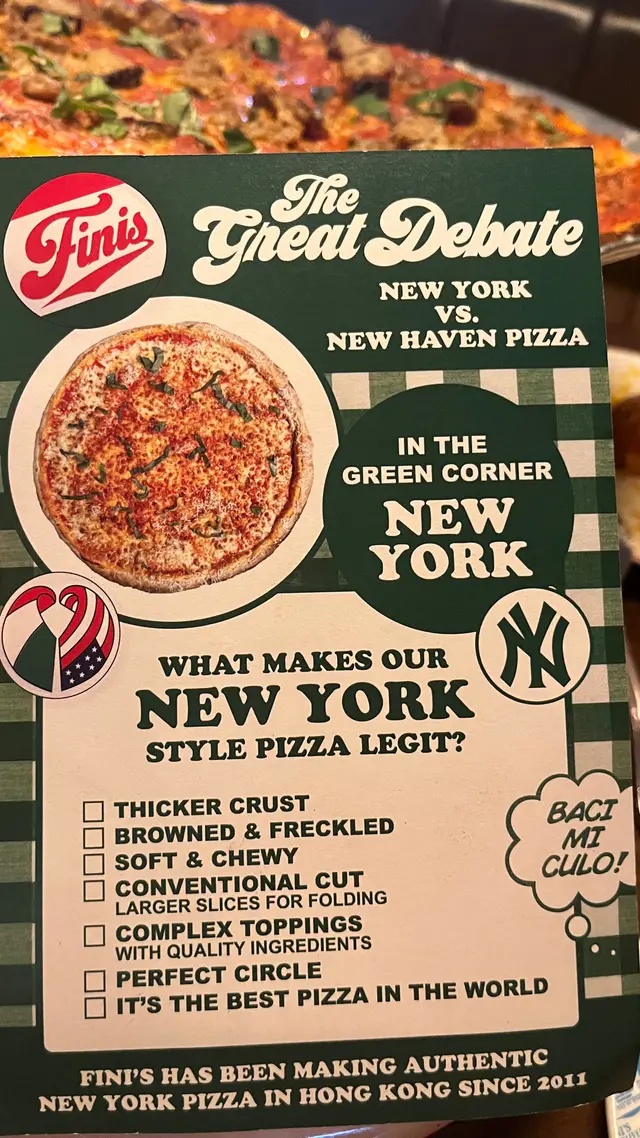 Finis
The
Great Debate
NEW YORK
VS.
NEW HAVEN PIZZA
IN THE
GREEN CORNER
NEW
YORK
NY
WHAT MAKES OUR
NEW YORK
STYLE PIZZA LEGIT?
THICKER CRUST
BROWNED & FRECKLED
SOFT & CHEWY
CONVENTIONAL CUT
LARGER SLICES FOR FOLDING
COMPLEX TOPPINGS
WITH QUALITY INGREDIENTS
PERFECT CIRCLE
IT'S THE BEST PIZZA IN THE WORLD
BACI
MI
CULO!
FINI'S HAS BEEN MAKING AUTHENTIC
NEW YORK PIZZA IN HONG KONG SINCE 2011